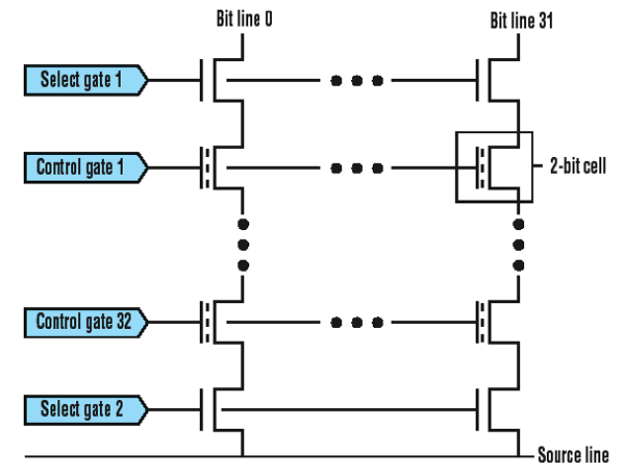 Bit line 0
Bit line 31
Select gate 1
Control gate 1
2-bit cell
Control gate 32
Select gate 2
Source line